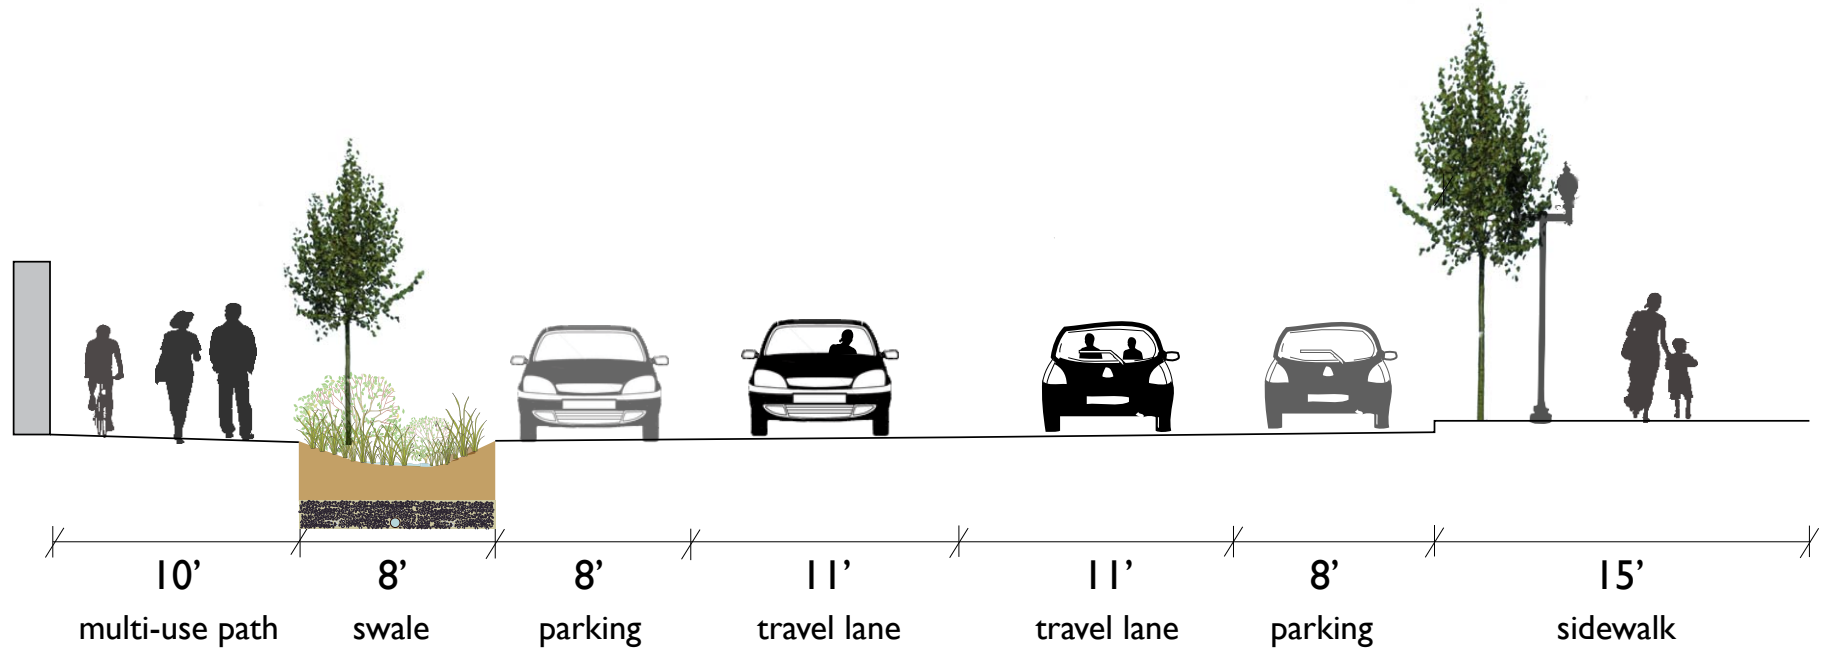 10’ 8’ 8’ 11’ 11’ 8’ 15’
multi-use path swale parking travel lane travel lane parking sidewalk